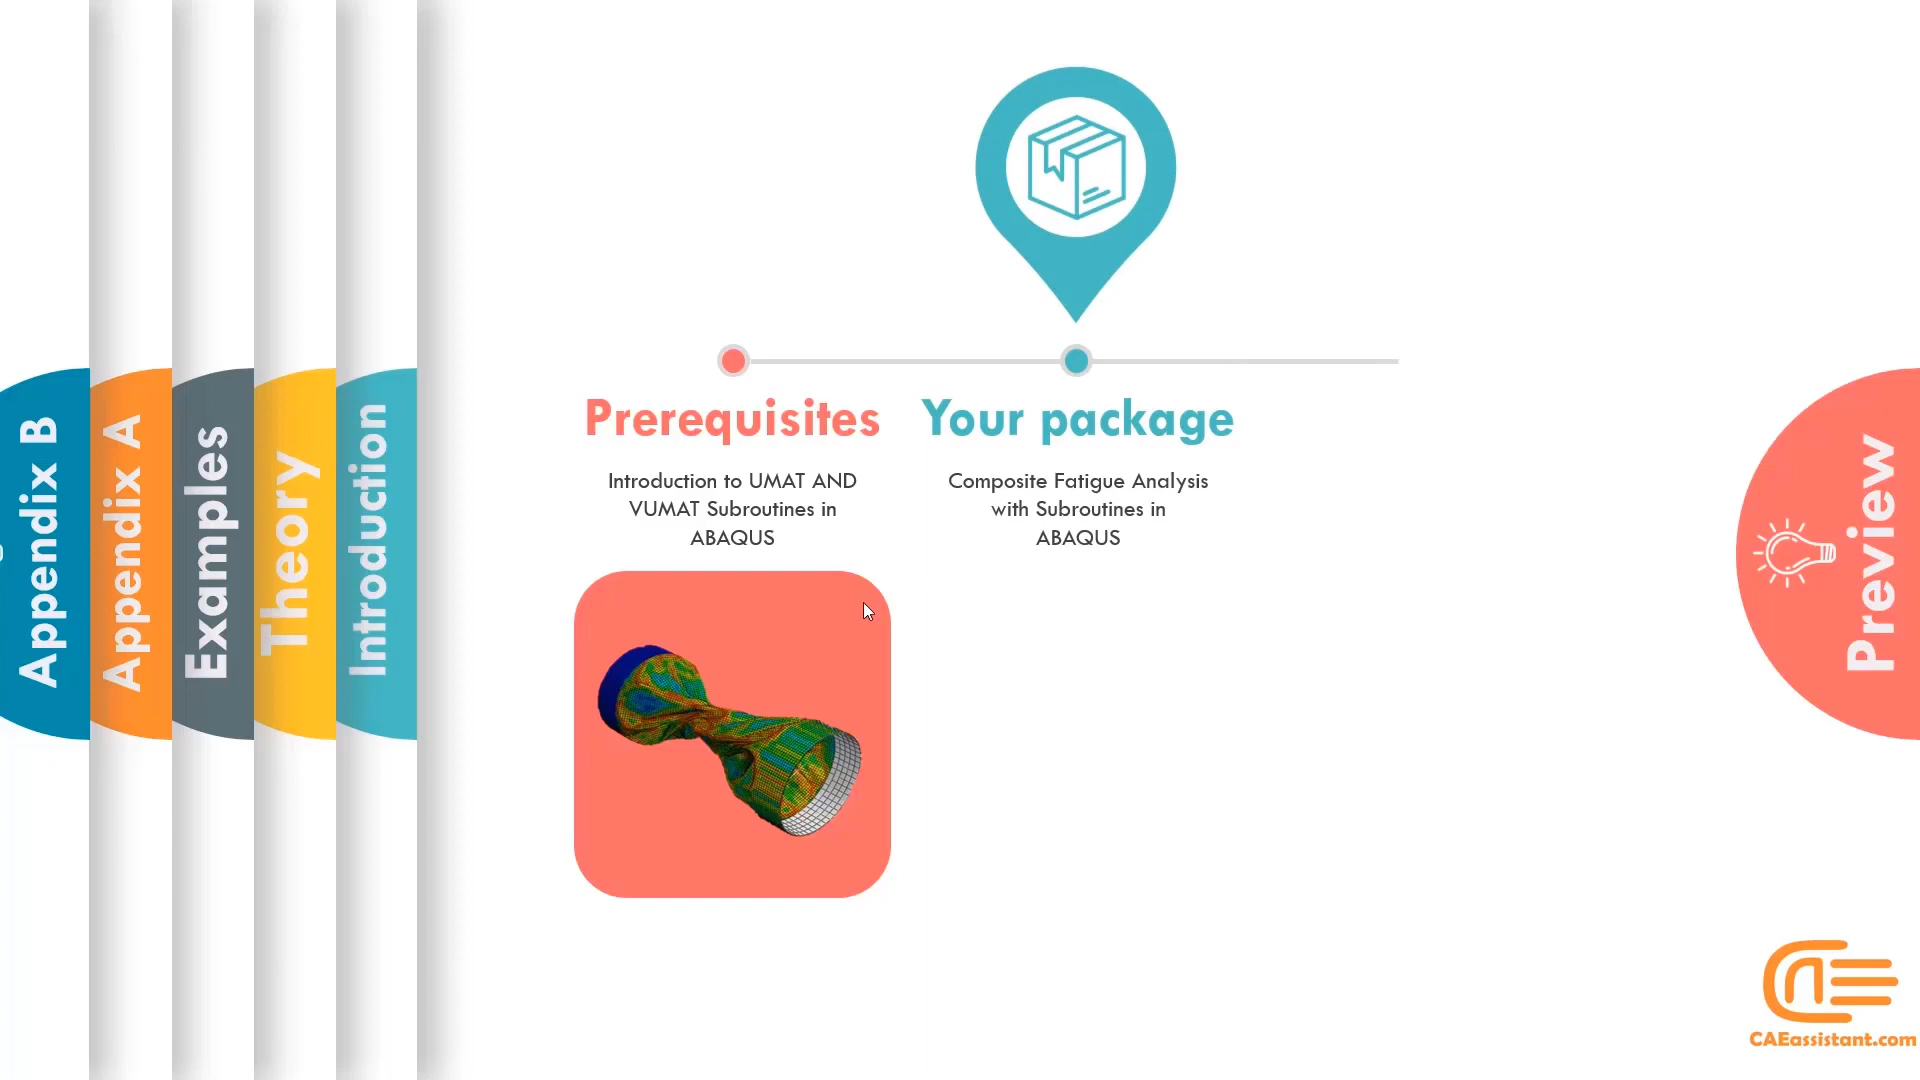 Appendix B
Appendix A
Examples
Theory
Introduction
Prerequisites
Introduction to UMAT AND
VUMAT Subroutines in
ABAQUS
Your package
Composite Fatigue Analysis
with Subroutines in
ABAQUS
Preview
CAEassistant.com